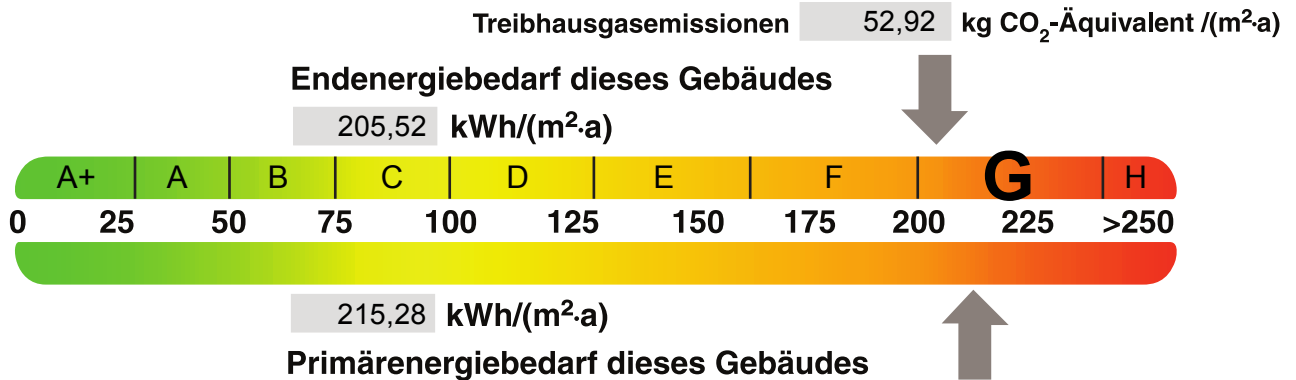 Treibhausgasemissionen 52,92 kg CO₂-Äquivalent /(m²·a)
Endenergiebedarf dieses Gebäudes
205,52 kWh/(m²·a)
A+ A B C D E F G H
0 25 50 75 100 125 150 175 200 225 >250
215,28 kWh/(m²·a)
Primärenergiebedarf dieses Gebäudes